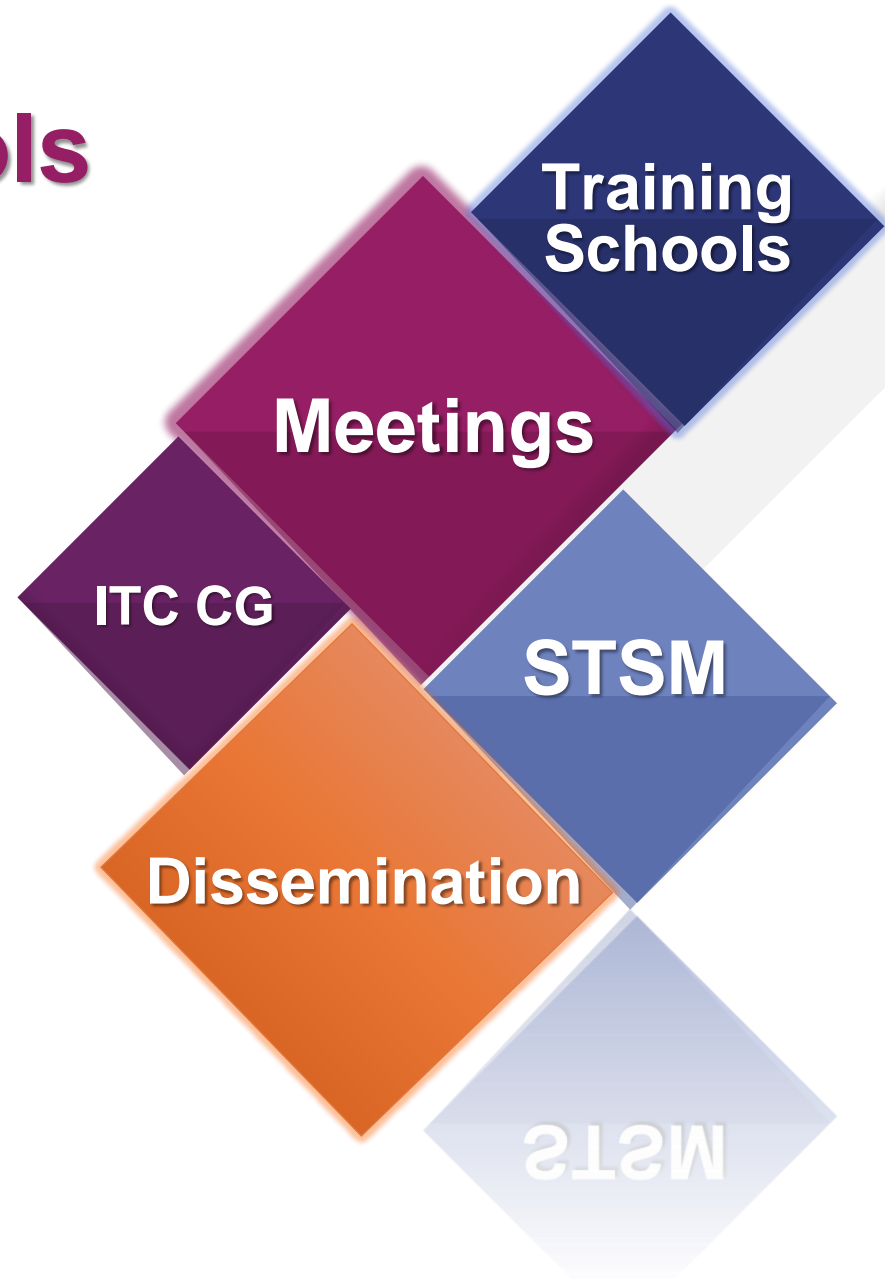 ols
Training
Schools
Meetings
ITC CG
STSM
Dissemination
STSM